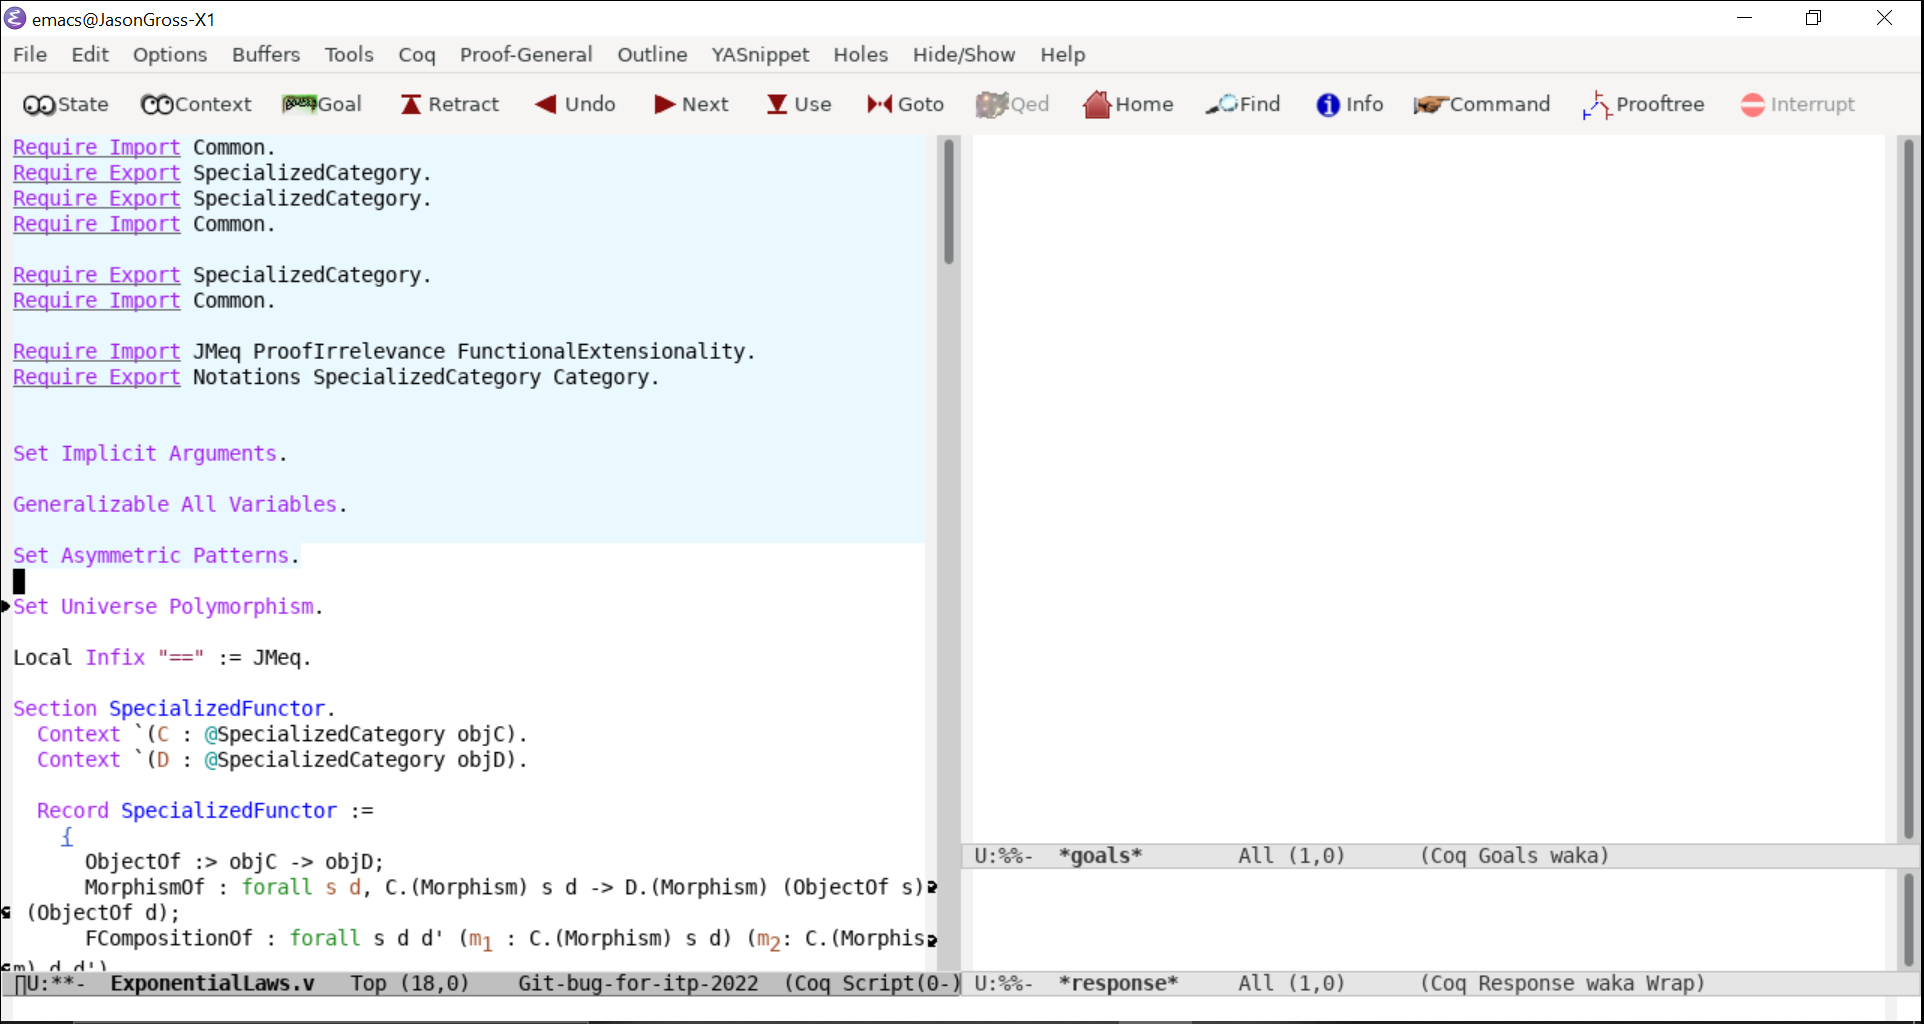 emacs@JasonGross-X1
File Edit Options Buffers Tools Coq Proof-General Outline YASnippet Holes Hide/Show Help
State Context Goal Retract Undo Next Use Goto Qed Home Find Info Command Prooftree Interrupt
Require Import Common.
Require Export SpecializedCategory.
Require Export SpecializedCategory.
Require Import Common.
Require Export SpecializedCategory.
Require Import Common.
Require Import JMeq ProofIrrelevance FunctionalExtensionality.
Require Export Notations SpecializedCategory Category.
Set Implicit Arguments.
Generalizable All Variables.
Set Asymmetric Patterns.
Set Universe Polymorphism.
Local Infix "==" := JMeq.
Section SpecializedFunctor.
Context `(C : @SpecializedCategory objC).
Context `(D : @SpecializedCategory objD).
Record SpecializedFunctor :=
{
ObjectOf :> objC -> objD;
MorphismOf : forall s d, C.(Morphism) s d -> D.(Morphism) (ObjectOf s)
(ObjectOf d);
FCompositionOf : forall s d d' (m1 : C.(Morphism) s d) (m2: C.(Morphis
m) d d')
U:**- ExponentialLaws.v Top (18,0) Git-bug-for-itp-2022 (Coq Script(0-)
U:%%- *goals* All (1,0) (Coq Goals waka)
U:%%- *response* All (1,0) (Coq Response waka Wrap)